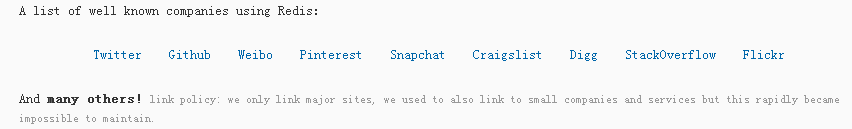 A list of well known companies using Redis:
Twitter Github Weibo Pinterest Snapchat Craigslist Digg StackOverflow Flickr
And many others! link policy: we only link major sites, we used to also link to small companies and services but this rapidly became
impossible to maintain.